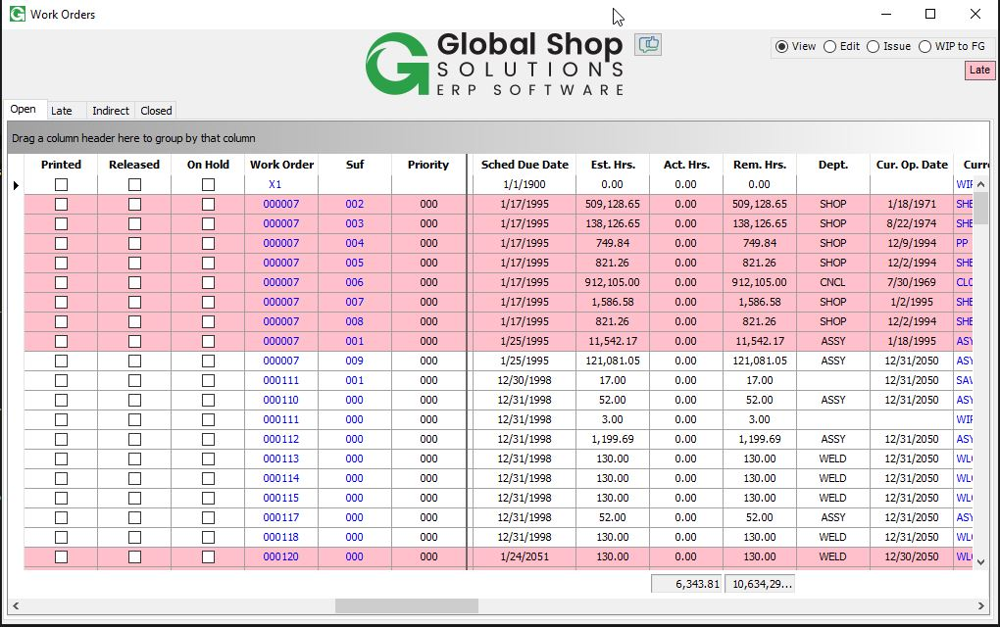 Work Orders
Global Shop
SOLUTIONS
ERP SOFTWARE
View Edit Issue WIP to FG
Late
Open Late Indirect Closed
Drag a column header here to group by that column
Printed Released On Hold Work Order Suf Priority Sched Due Date Est. Hrs. Act. Hrs. Rem. Hrs. Dept. Cur. Op. Date Curre
X1 1/1/1900 0.00 0.00 0.00 WIP
000007 002 000 1/17/1995 509,128.65 0.00 509,128.65 SHOP 1/18/1971 SHE
000007 003 000 1/17/1995 138,126.65 0.00 138,126.65 SHOP 8/22/1974 SHE
000007 004 000 1/17/1995 749.84 0.00 749.84 SHOP 12/9/1994 PP
000007 005 000 1/17/1995 821.26 0.00 821.26 SHOP 12/2/1994 SHE
000007 006 000 1/17/1995 912,105.00 0.00 912,105.00 CNCL 7/30/1969 CLO
000007 007 000 1/17/1995 1,586.58 0.00 1,586.58 SHOP 1/2/1995 SHE
000007 008 000 1/17/1995 821.26 0.00 821.26 SHOP 12/2/1994 SHE
000007 001 000 1/25/1995 11,542.17 0.00 11,542.17 ASSY 1/18/1995 ASY
000007 009 000 1/25/1995 121,081.05 0.00 121,081.05 ASSY 12/31/2050 ASY
000111 001 000 12/30/1998 17.00 0.00 17.00 12/31/2050 SAW
000110 000 000 12/31/1998 52.00 0.00 52.00 ASSY 12/31/2050 ASY
000111 000 000 12/31/1998 3.00 0.00 3.00 WIP
000112 000 000 12/31/1998 1,199.69 0.00 1,199.69 ASSY 12/31/2050 ASY
000113 000 000 12/31/1998 130.00 0.00 130.00 WELD 12/31/2050 WLO
000114 000 000 12/31/1998 130.00 0.00 130.00 WELD 12/31/2050 WLO
000115 000 000 12/31/1998 130.00 0.00 130.00 WELD 12/31/2050 WLO
000117 000 000 12/31/1998 52.00 0.00 52.00 ASSY 12/31/2050 ASY
000118 000 000 12/31/1998 130.00 0.00 130.00 WELD 12/31/2050 WLO
000120 000 000 1/24/2051 130.00 0.00 130.00 WELD 12/30/2050 WLO
6,343.81 10,634,29...